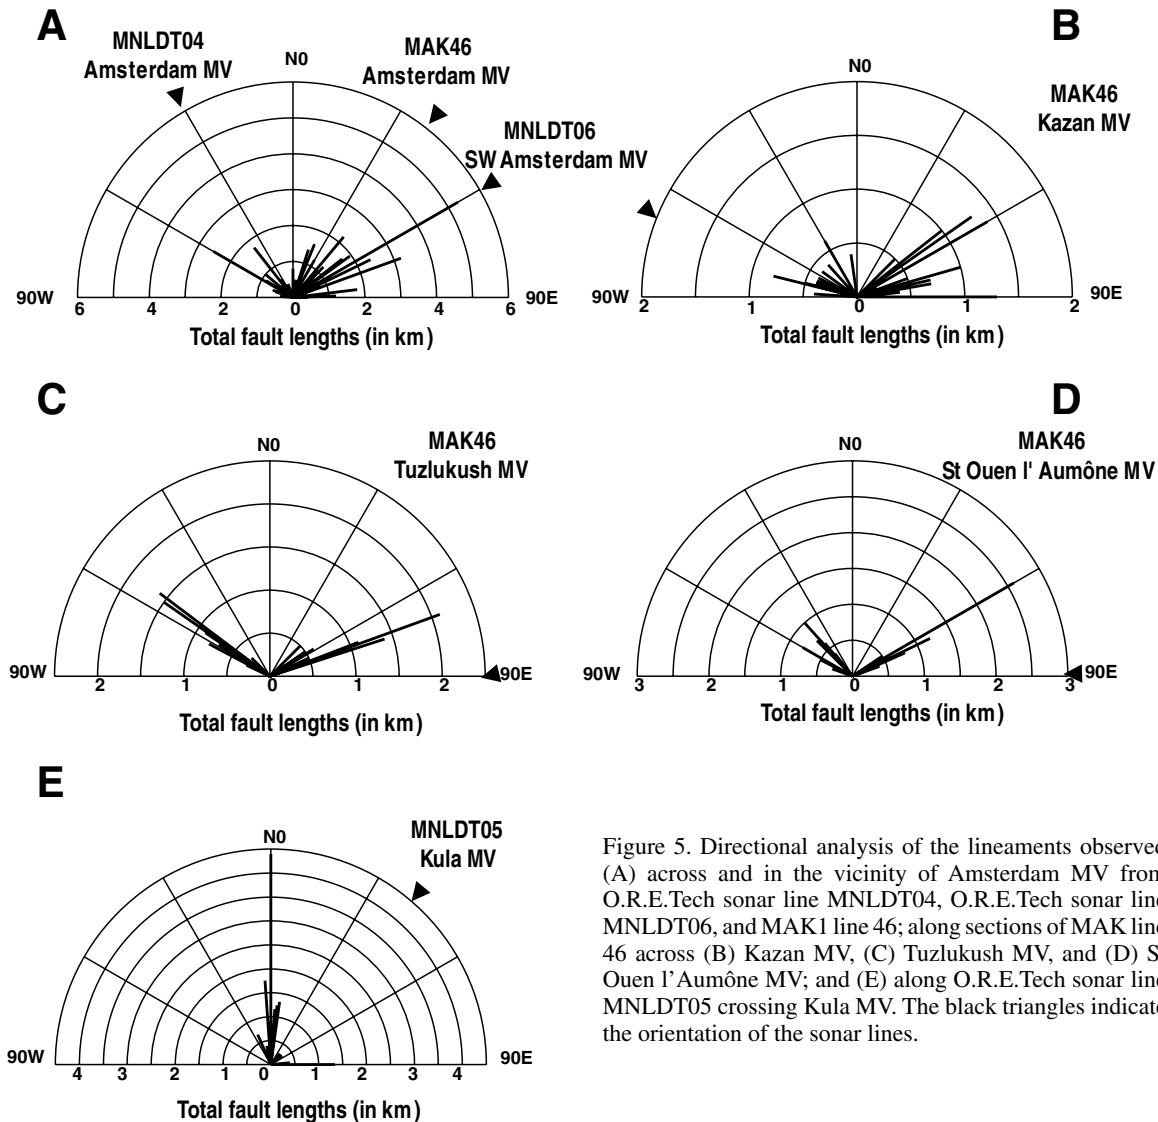 A
MNLDT04
Amsterdam MV
N0
MAK46
Amsterdam MV
MNLDT06
SW Amsterdam MV
90W
90E
6 4 2 0 2 4 6
Total fault lengths (in km)
B
N0
MAK46
Kazan MV
90W
90E
2 1 0 1 2
Total fault lengths (in km)
C
N0
MAK46
Tuzlukush MV
90W
90E
2 1 0 1 2
Total fault lengths (in km)
D
N0
MAK46
St Ouen l' Aumône MV
90W
90E
3 2 1 0 1 2 3
Total fault lengths (in km)
E
N0
MNLDT05
Kula MV
90W
90E
4 3 2 1 0 1 2 3 4
Total fault lengths (in km)
Figure 5. Directional analysis of the lineaments observed
(A) across and in the vicinity of Amsterdam MV from
O.R.E.Tech sonar line MNLDT04, O.R.E.Tech sonar line
MNLDT06, and MAK1 line 46; along sections of MAK line
46 across (B) Kazan MV, (C) Tuzlukush MV, and (D) S
Ouen l'Aumône MV; and (E) along O.R.E.Tech sonar line
MNLDT05 crossing Kula MV. The black triangles indicate
the orientation of the sonar lines.